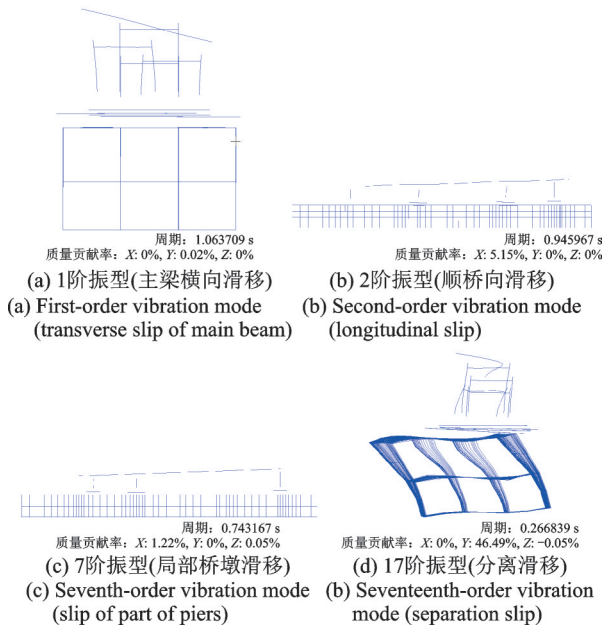 周期：1.063709 s
质量贡献率：X: 0%, Y: 0.02%, Z: 0%
(a) 1阶振型(主梁横向滑移)
(a) First-order vibration mode
(transverse slip of main beam)
周期：0.945967 s
质量贡献率：X: 5.15%, Y: 0%, Z: 0%
(b) 2阶振型(顺桥向滑移)
(b) Second-order vibration mode
(longitudinal slip)
周期：0.743167 s
质量贡献率：X: 1.22%, Y: 0%, Z: 0.05%
(c) 7阶振型(局部桥墩滑移)
(c) Seventh-order vibration mode
(slip of part of piers)
周期：0.266839 s
质量贡献率：X: 0%, Y: 46.49%, Z: −0.05%
(d) 17阶振型(分离滑移)
(b) Seventeenth-order vibration
mode (separation slip)